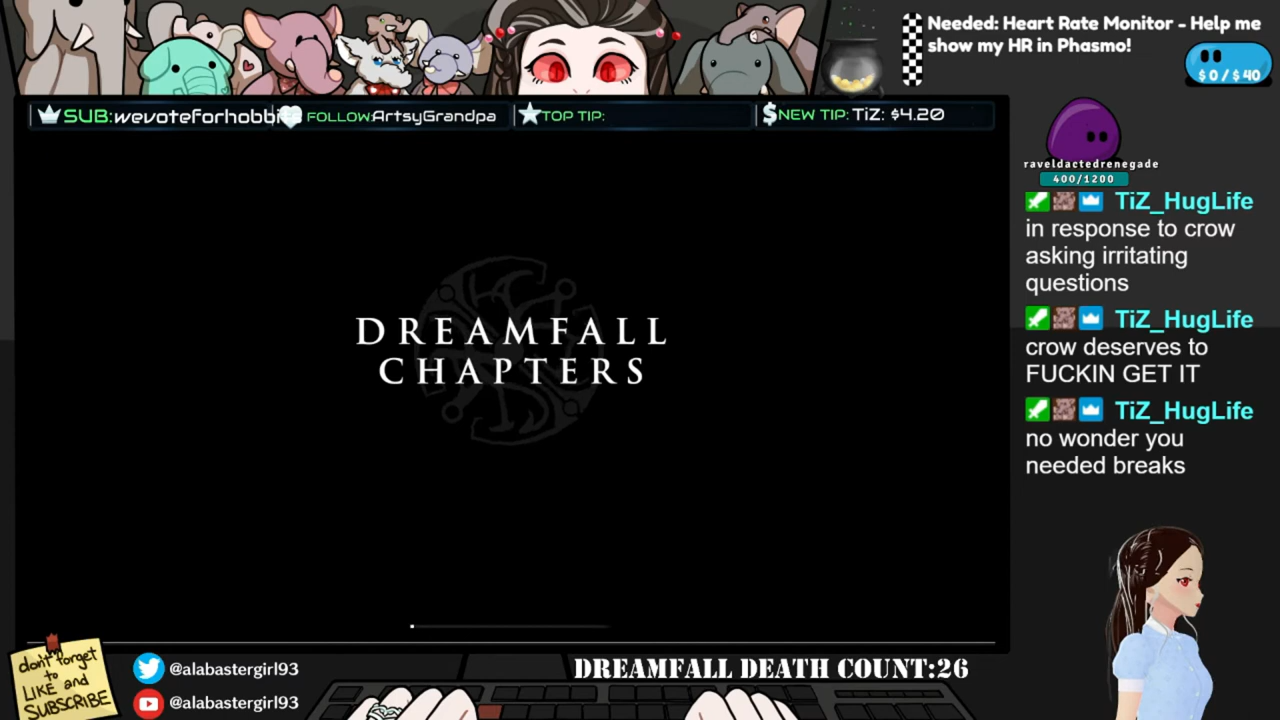 Needed: Heart Rate Monitor - Help me
show my HR in Phasmo!
$0/$40
SUB:wevoteforhobbi
FOLLOW:ArtsyGrandpa
TOP TIP:
NEW TIP: TiZ: $4.20
raveldactedrenegade
400/1200
TiZ_HugLife
in response to crow
asking irritating
questions
TiZ_HugLife
crow deserves to
FUCKIN GET IT
TiZ_HugLife
no wonder you
needed breaks
DREAMFALL
CHAPTERS
don't forget
to
LIKE and
SUBSCRIBE
@alabastergirl93
@alabastergirl93
DREAMFALL DEATH COUNT:26